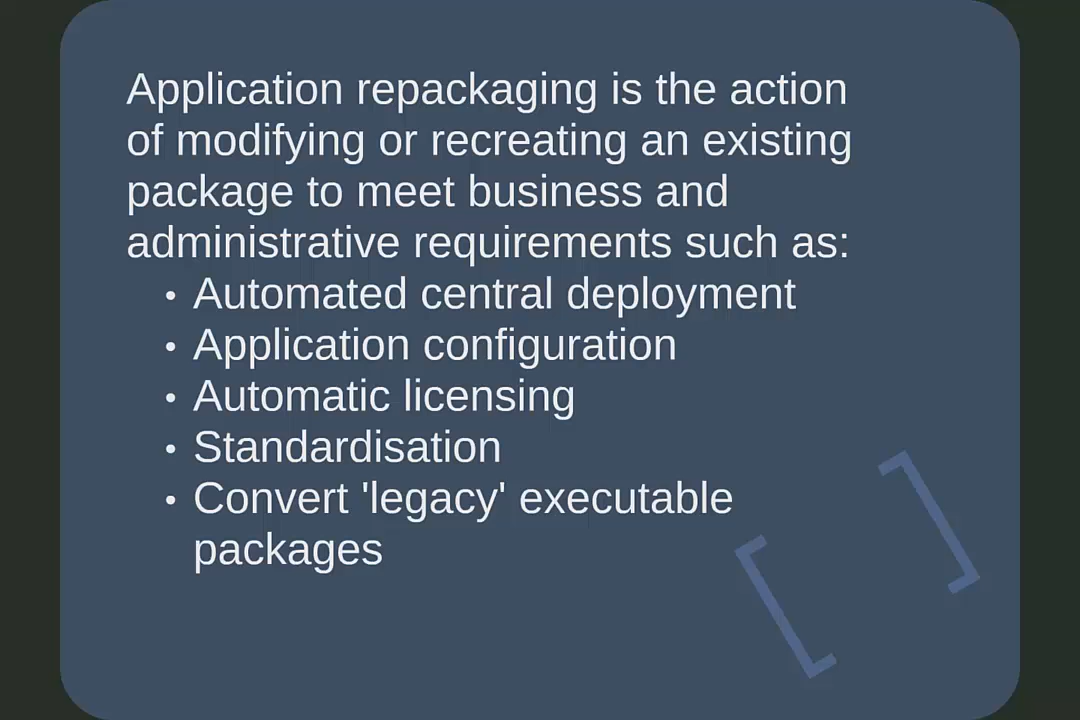 Application repackaging is the action
of modifying or recreating an existing
package to meet business and
administrative requirements such as:
• Automated central deployment
• Application configuration
• Automatic licensing
• Standardisation
• Convert 'legacy' executable
packages
[ ]